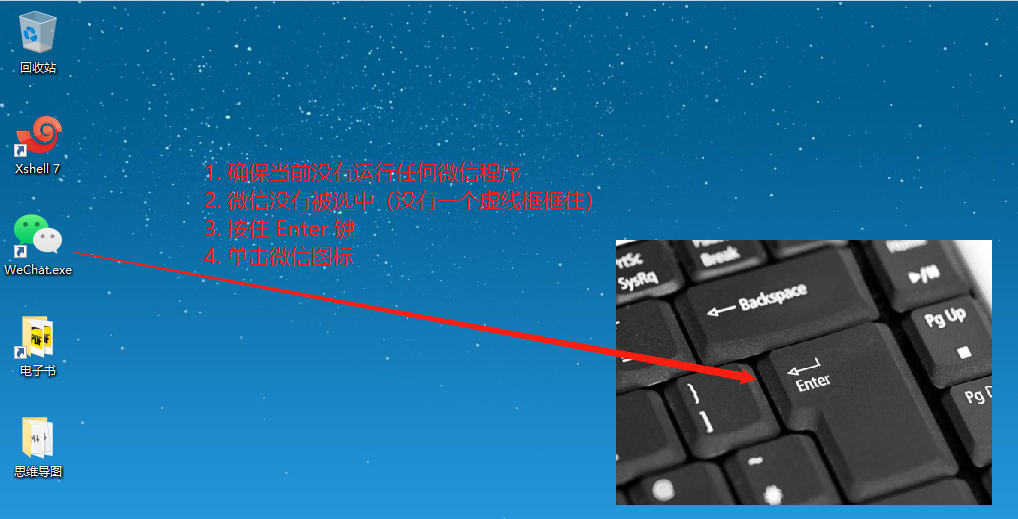 回收站
Xshell 7
WeChat.exe
电子书
思维导图
1. 确保当前没有运行任何微信程序
2. 微信没有被选中（没有一个虚线框框住）
3. 按住 Enter 键
4. 单击微信图标
PrtSc
SysRq
Break
Backspace
Pg Up
Enter
Pg D